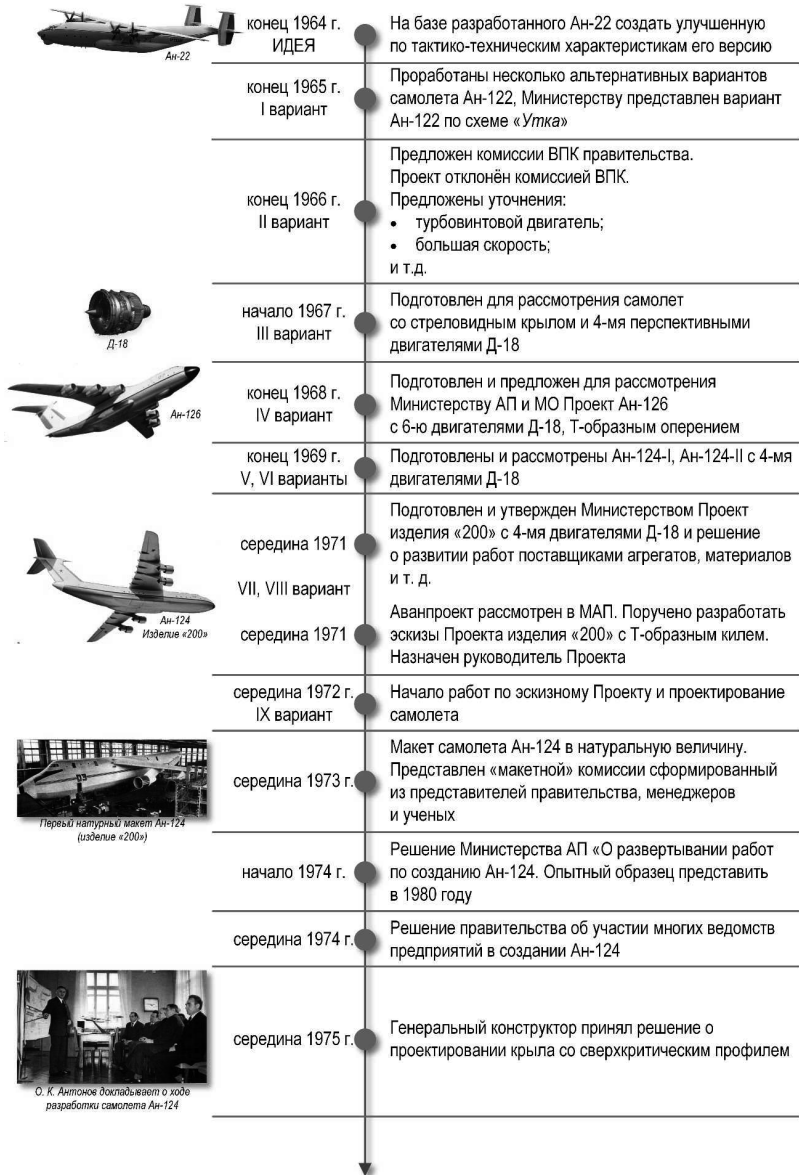 конец 1964 г.
ИДЕЯ
На базе разработанного Ан-22 создать улучшенную
по тактико-техническим характеристикам его версию
Ан-22
конец 1965 г.
I вариант
Проработаны несколько альтернативных вариантов
самолета Ан-122, Министерству представлен вариант
Ан-122 по схеме «Утка»
конец 1966 г.
II вариант
Предложен комиссии ВПК правительства.
Проект отклонён комиссией ВПК.
Предложены уточнения:
• турбовинтовой двигатель;
• большая скорость;
и т.д.
Д-18
начало 1967 г.
III вариант
Подготовлен для рассмотрения самолет
со стреловидным крылом и 4-мя перспективными
двигателями Д-18
Ан-126
конец 1968 г.
IV вариант
Подготовлен и предложен для рассмотрения
Министерству АП и МО Проект Ан-126
с 6-ю двигателями Д-18, Т-образным оперением
конец 1969 г.
V, VI варианты
Подготовлены и рассмотрены Ан-124-I, Ан-124-II с 4-мя
двигателями Д-18
середина 1971
Подготовлен и утвержден Министерством Проект
изделия «200» с 4-мя двигателями Д-18 и решение
о развитии работ поставщиками агрегатов, материалов
и т. д.
VII, VIII вариант
Ан-124
Изделие «200»
середина 1971
Аванпроект рассмотрен в МАП. Поручено разработать
эскизы Проекта изделия «200» с Т-образным килем.
Назначен руководитель Проекта
середина 1972 г.
IX вариант
Начало работ по эскизному Проекту и проектирование
самолета
03
Первый натурный макет Ан-124
(изделие «200»)
середина 1973 г.
Макет самолета Ан-124 в натуральную величину.
Представлен «макетной» комиссии сформированный
из представителей правительства, менеджеров
и ученых
начало 1974 г.
Решение Министерства АП «О развертывании работ
по созданию Ан-124. Опытный образец представить
в 1980 году
середина 1974 г.
Решение правительства об участии многих ведомств
предприятий в создании Ан-124
О. К. Антонов докладывает о ходе
разработки самолета Ан-124
середина 1975 г.
Генеральный конструктор принял решение о
проектировании крыла со сверхкритическим профилем